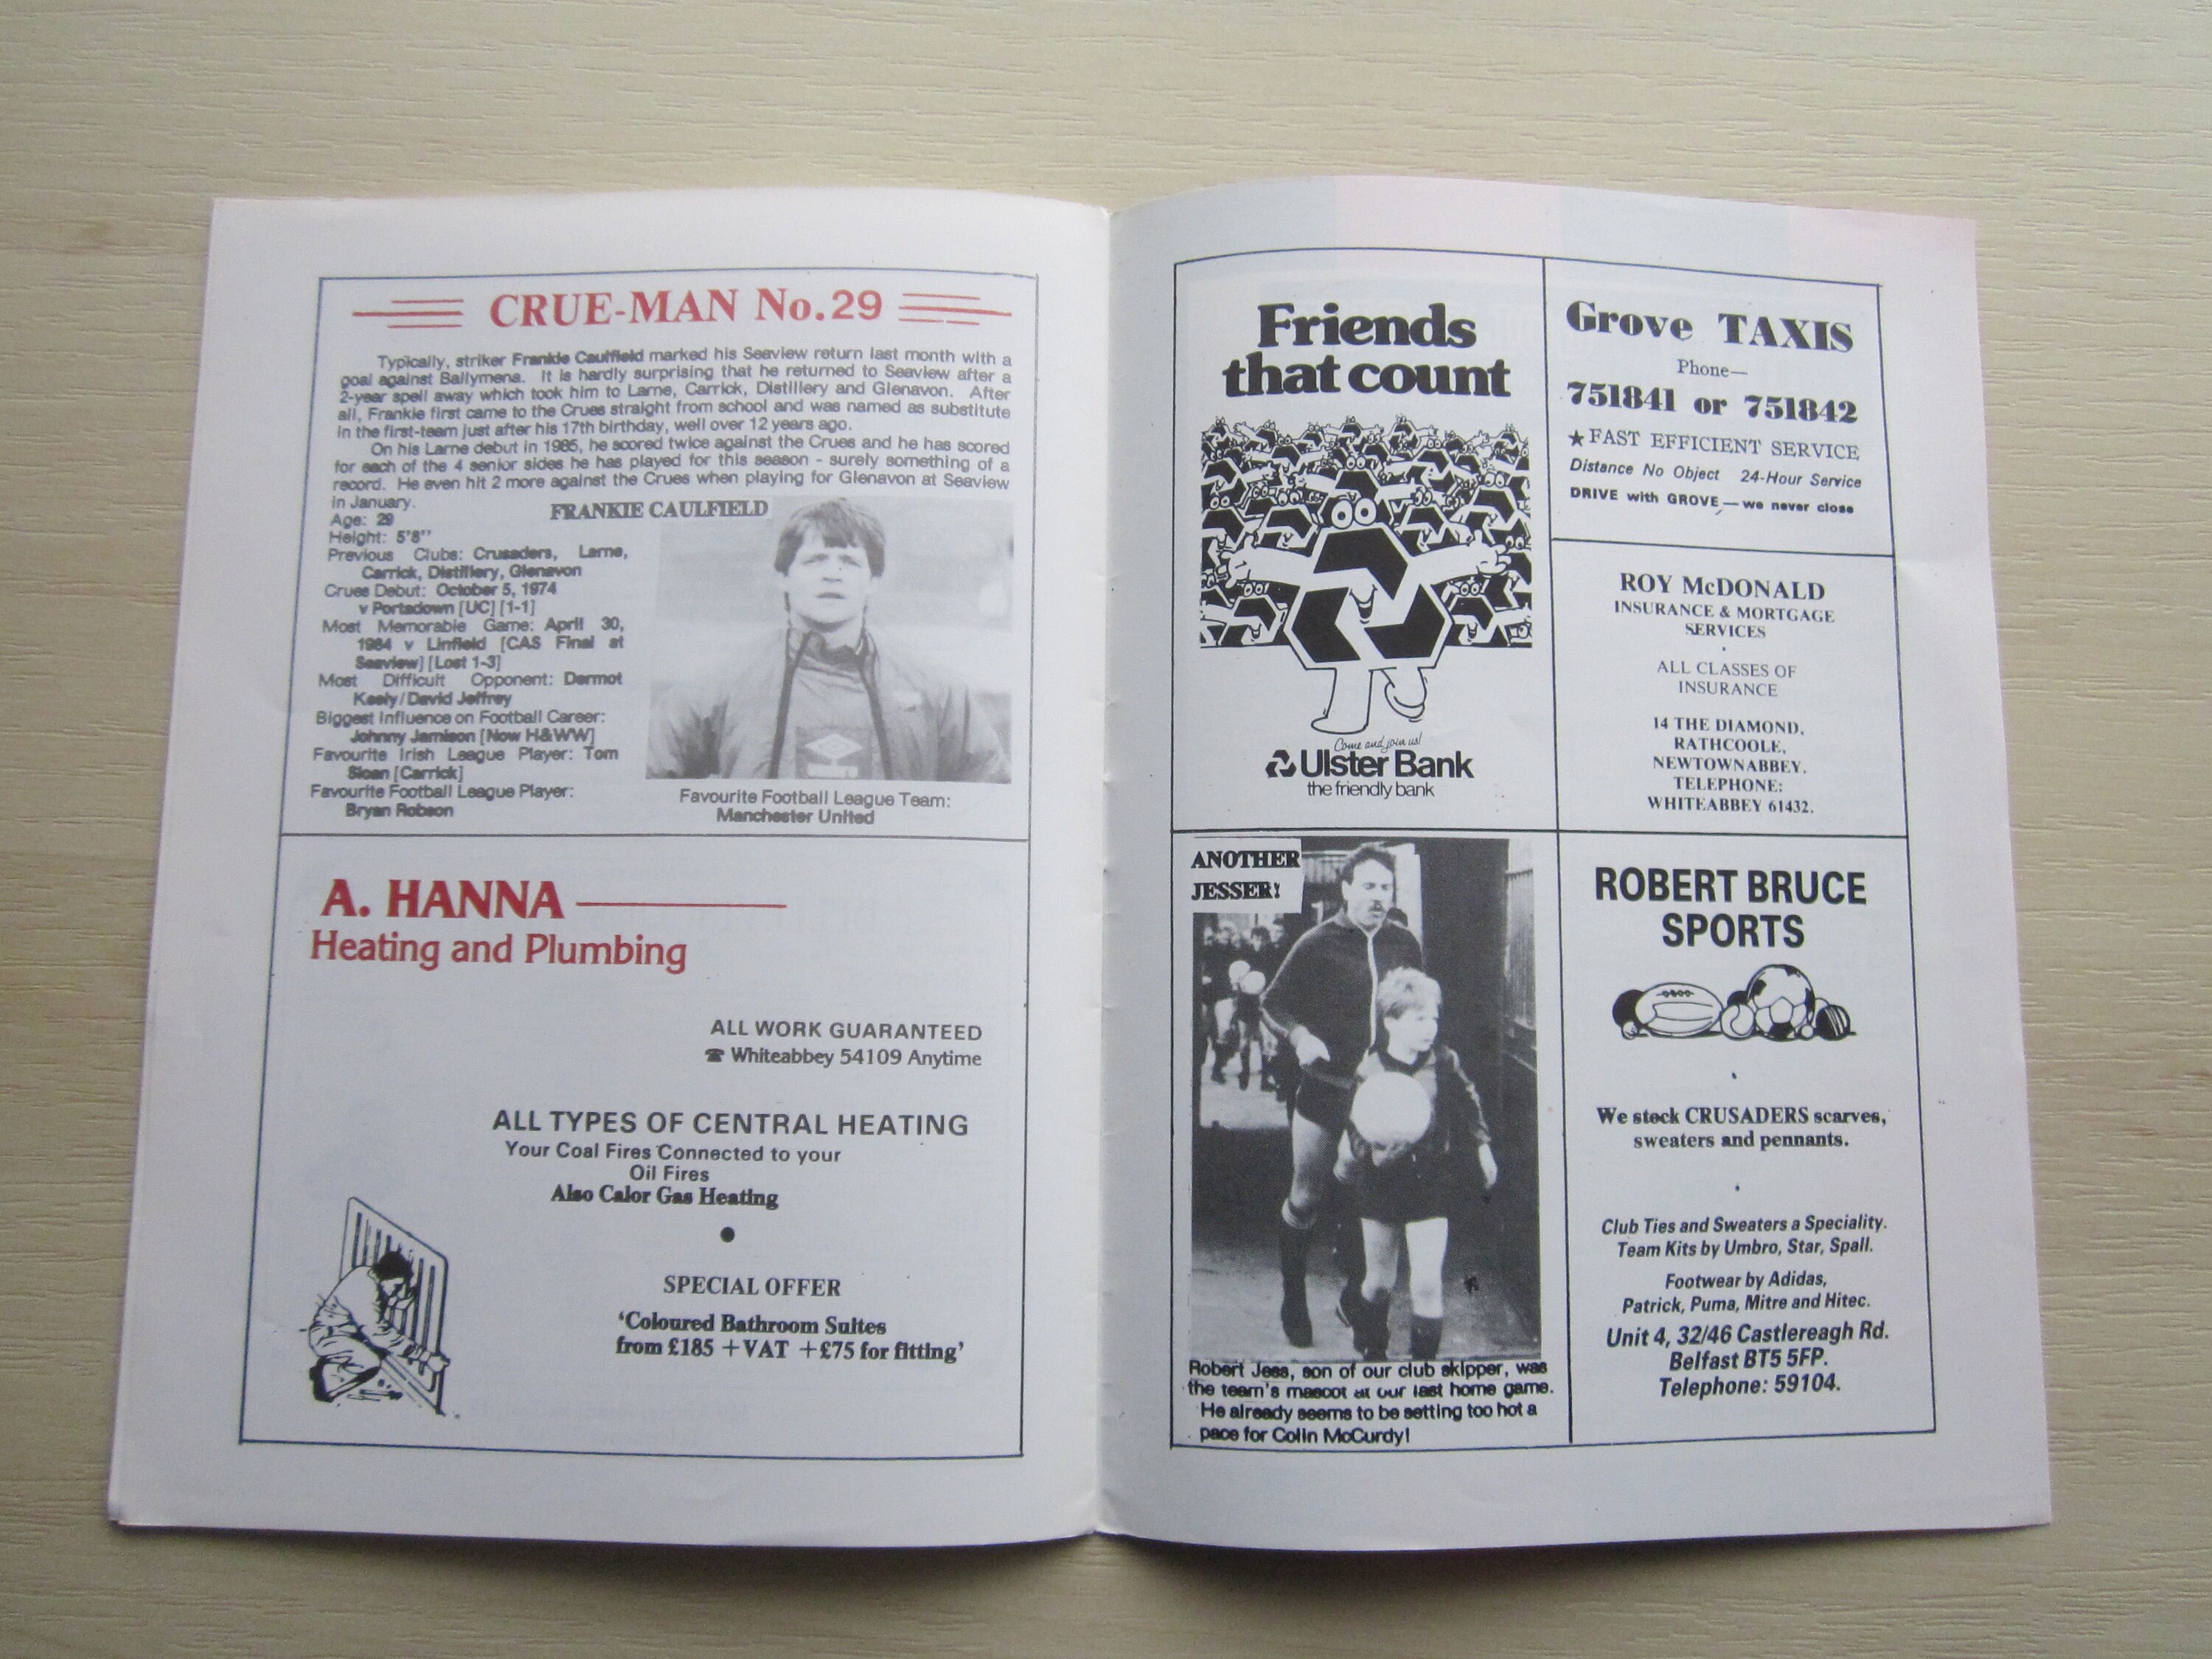 CRUE-MAN No.29
Typically, striker Frankie Caulfield marked his Seaview return last month with a
goal against Ballymena. It is hardly surprising that he returned to Seaview after a
2-year spell away which took him to Larne, Carrick, Distillery and Glenavon. After
all, Frankie first came to the Crues straight from school and was named as substitute
in the first-team just after his 17th birthday, well over 12 years ago.
On his Larne debut in 1985, he scored twice against the Crues and he has scored
for each of the 4 senior sides he has played for this season - surely something of a
record. He even hit 2 more against the Crues when playing for Glenavon at Seaview
in January.
FRANKIE CAULFIELD
Age: 29
Height: 5'8''
Previous Clubs: Crusaders, Larne,
Carrick, Distillery, Glenavon
Crues Debut: October 5, 1974
v Portadown [UC] [1-1]
Most Memorable Game: April 30,
1984 v Linfield [CAS Final at
Seaview] [Lost 1-3]
Most Difficult Opponent: Dermot
Keely/David Jeffrey
Biggest Influence on Football Career:
Johnny Jamison [Now H&WW]
Favourite Irish League Player: Tom
Sloan [Carrick]
Favourite Football League Player:
Bryan Robson
Favourite Football League Team:
Manchester United
A. HANNA
Heating and Plumbing
ALL WORK GUARANTEED
☎ Whiteabbey 54109 Anytime
ALL TYPES OF CENTRAL HEATING
Your Coal Fires Connected to your
Oil Fires
Also Calor Gas Heating
●
SPECIAL OFFER
'Coloured Bathroom Suites
from £185 +VAT +£75 for fitting'
Friends
that count
Come and join us!
Ulster Bank
the friendly bank
Grove TAXIS
Phone—
751841 or 751842
★ FAST EFFICIENT SERVICE
Distance No Object 24-Hour Service
DRIVE with GROVE — we never close
ROY McDONALD
INSURANCE & MORTGAGE
SERVICES
ALL CLASSES OF
INSURANCE
14 THE DIAMOND,
RATHCOOLE,
NEWTOWNABBEY.
TELEPHONE:
WHITEABBEY 61432.
ANOTHER
JESSER!
Robert Jess, son of our club skipper, was
the team's mascot at our last home game.
He already seems to be setting too hot a
pace for Colin McCurdy!
ROBERT BRUCE
SPORTS
We stock CRUSADERS scarves,
sweaters and pennants.
Club Ties and Sweaters a Speciality.
Team Kits by Umbro, Star, Spall.
Footwear by Adidas,
Patrick, Puma, Mitre and Hitec.
Unit 4, 32/46 Castlereagh Rd.
Belfast BT5 5FP.
Telephone: 59104.